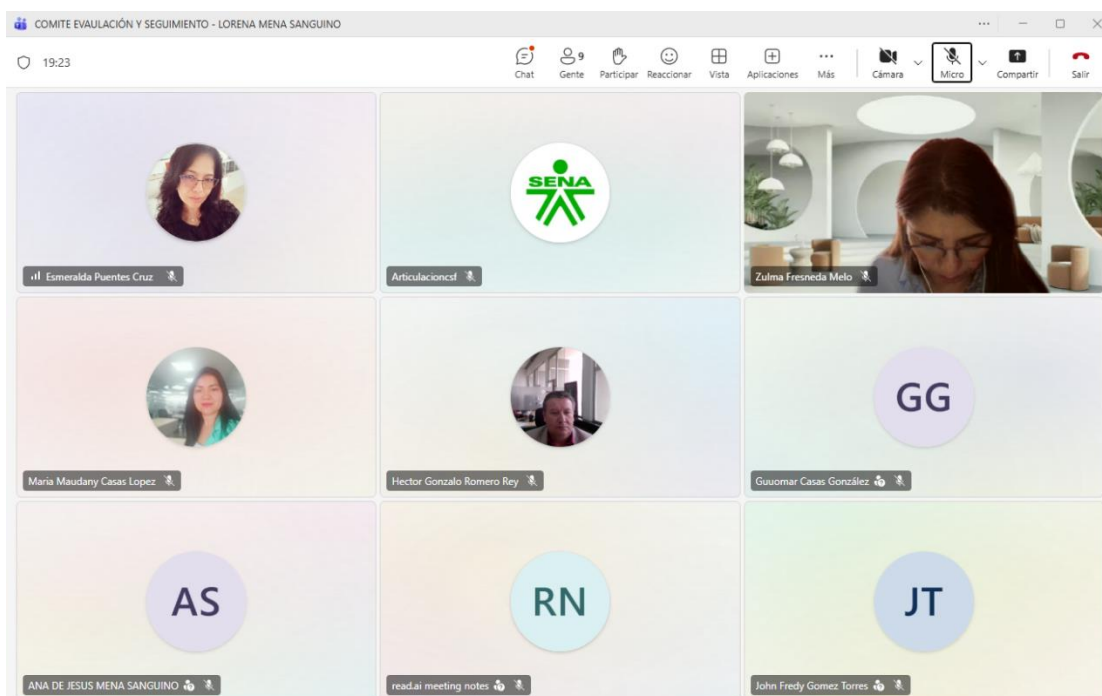 COMITE EVAULACIÓN Y SEGUIMIENTO - LORENA MENA SANGUINO
19:23
Chat
9
Gente
Participar
Reaccionar
Vista
Aplicaciones
Más
Cámara
Micro
Compartir
Salir
Esmeralda Puentes Cruz
SENA
Articulacioncsf
Zulma Fresneda Melo
Maria Maudany Casas Lopez
Hector Gonzalo Romero Rey
GG
Guuomar Casas González
AS
ANA DE JESUS MENA SANGUINO
RN
read.ai meeting notes
JT
John Fredy Gomez Torres